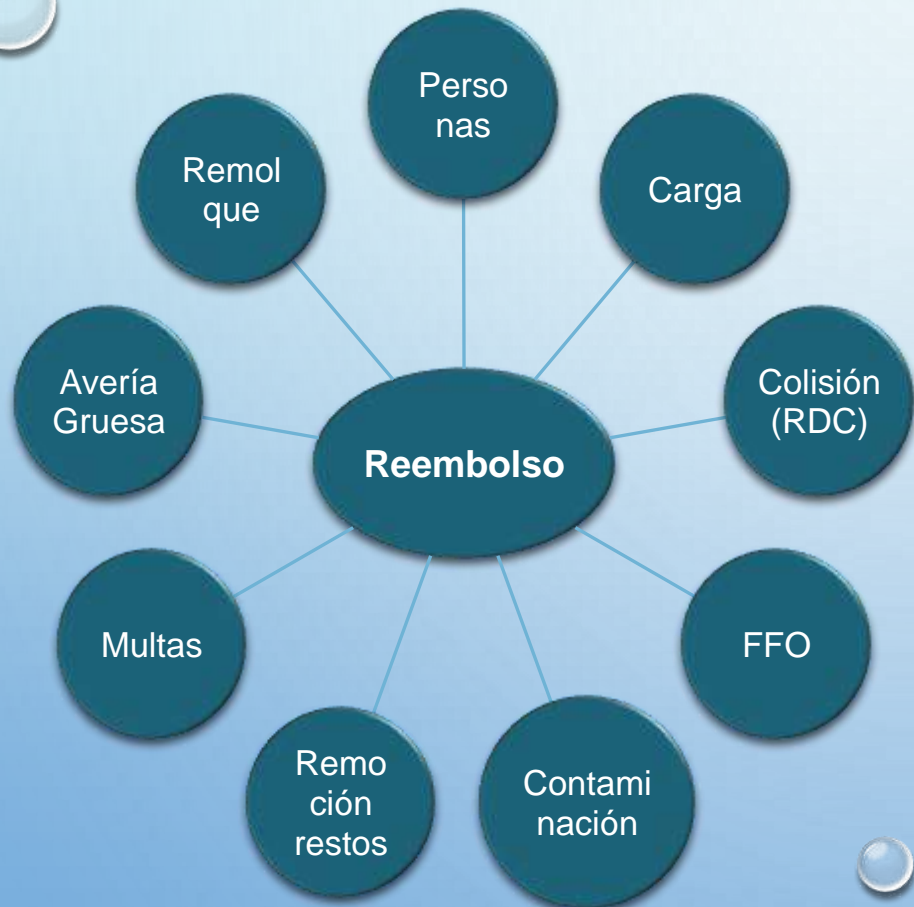 Perso
nas
Carga
Colisión
(RDC)
FFO
Contami
nación
Remo
ción
restos
Multas
Avería
Gruesa
Remol
que
Reembolso